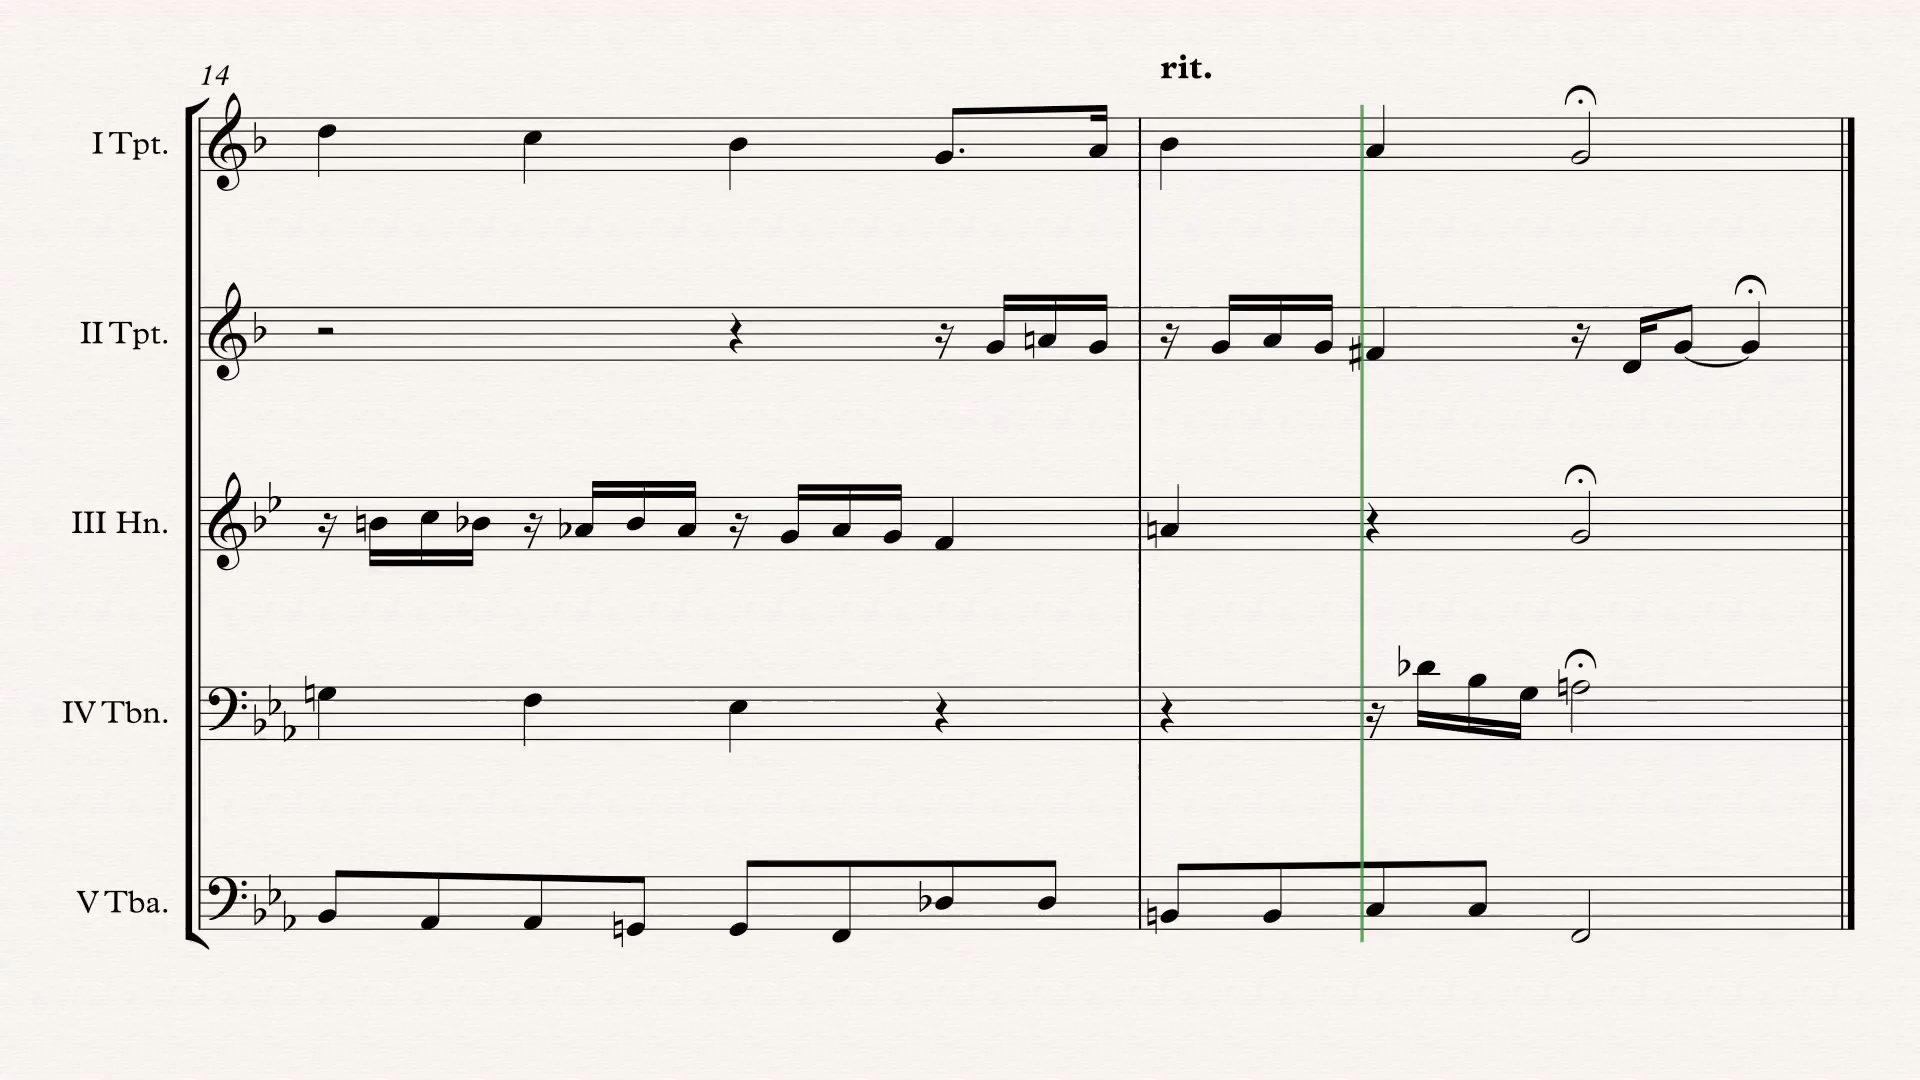 14
rit.
I Tpt.
II Tpt.
III Hn.
IV Tbn.
V Tba.